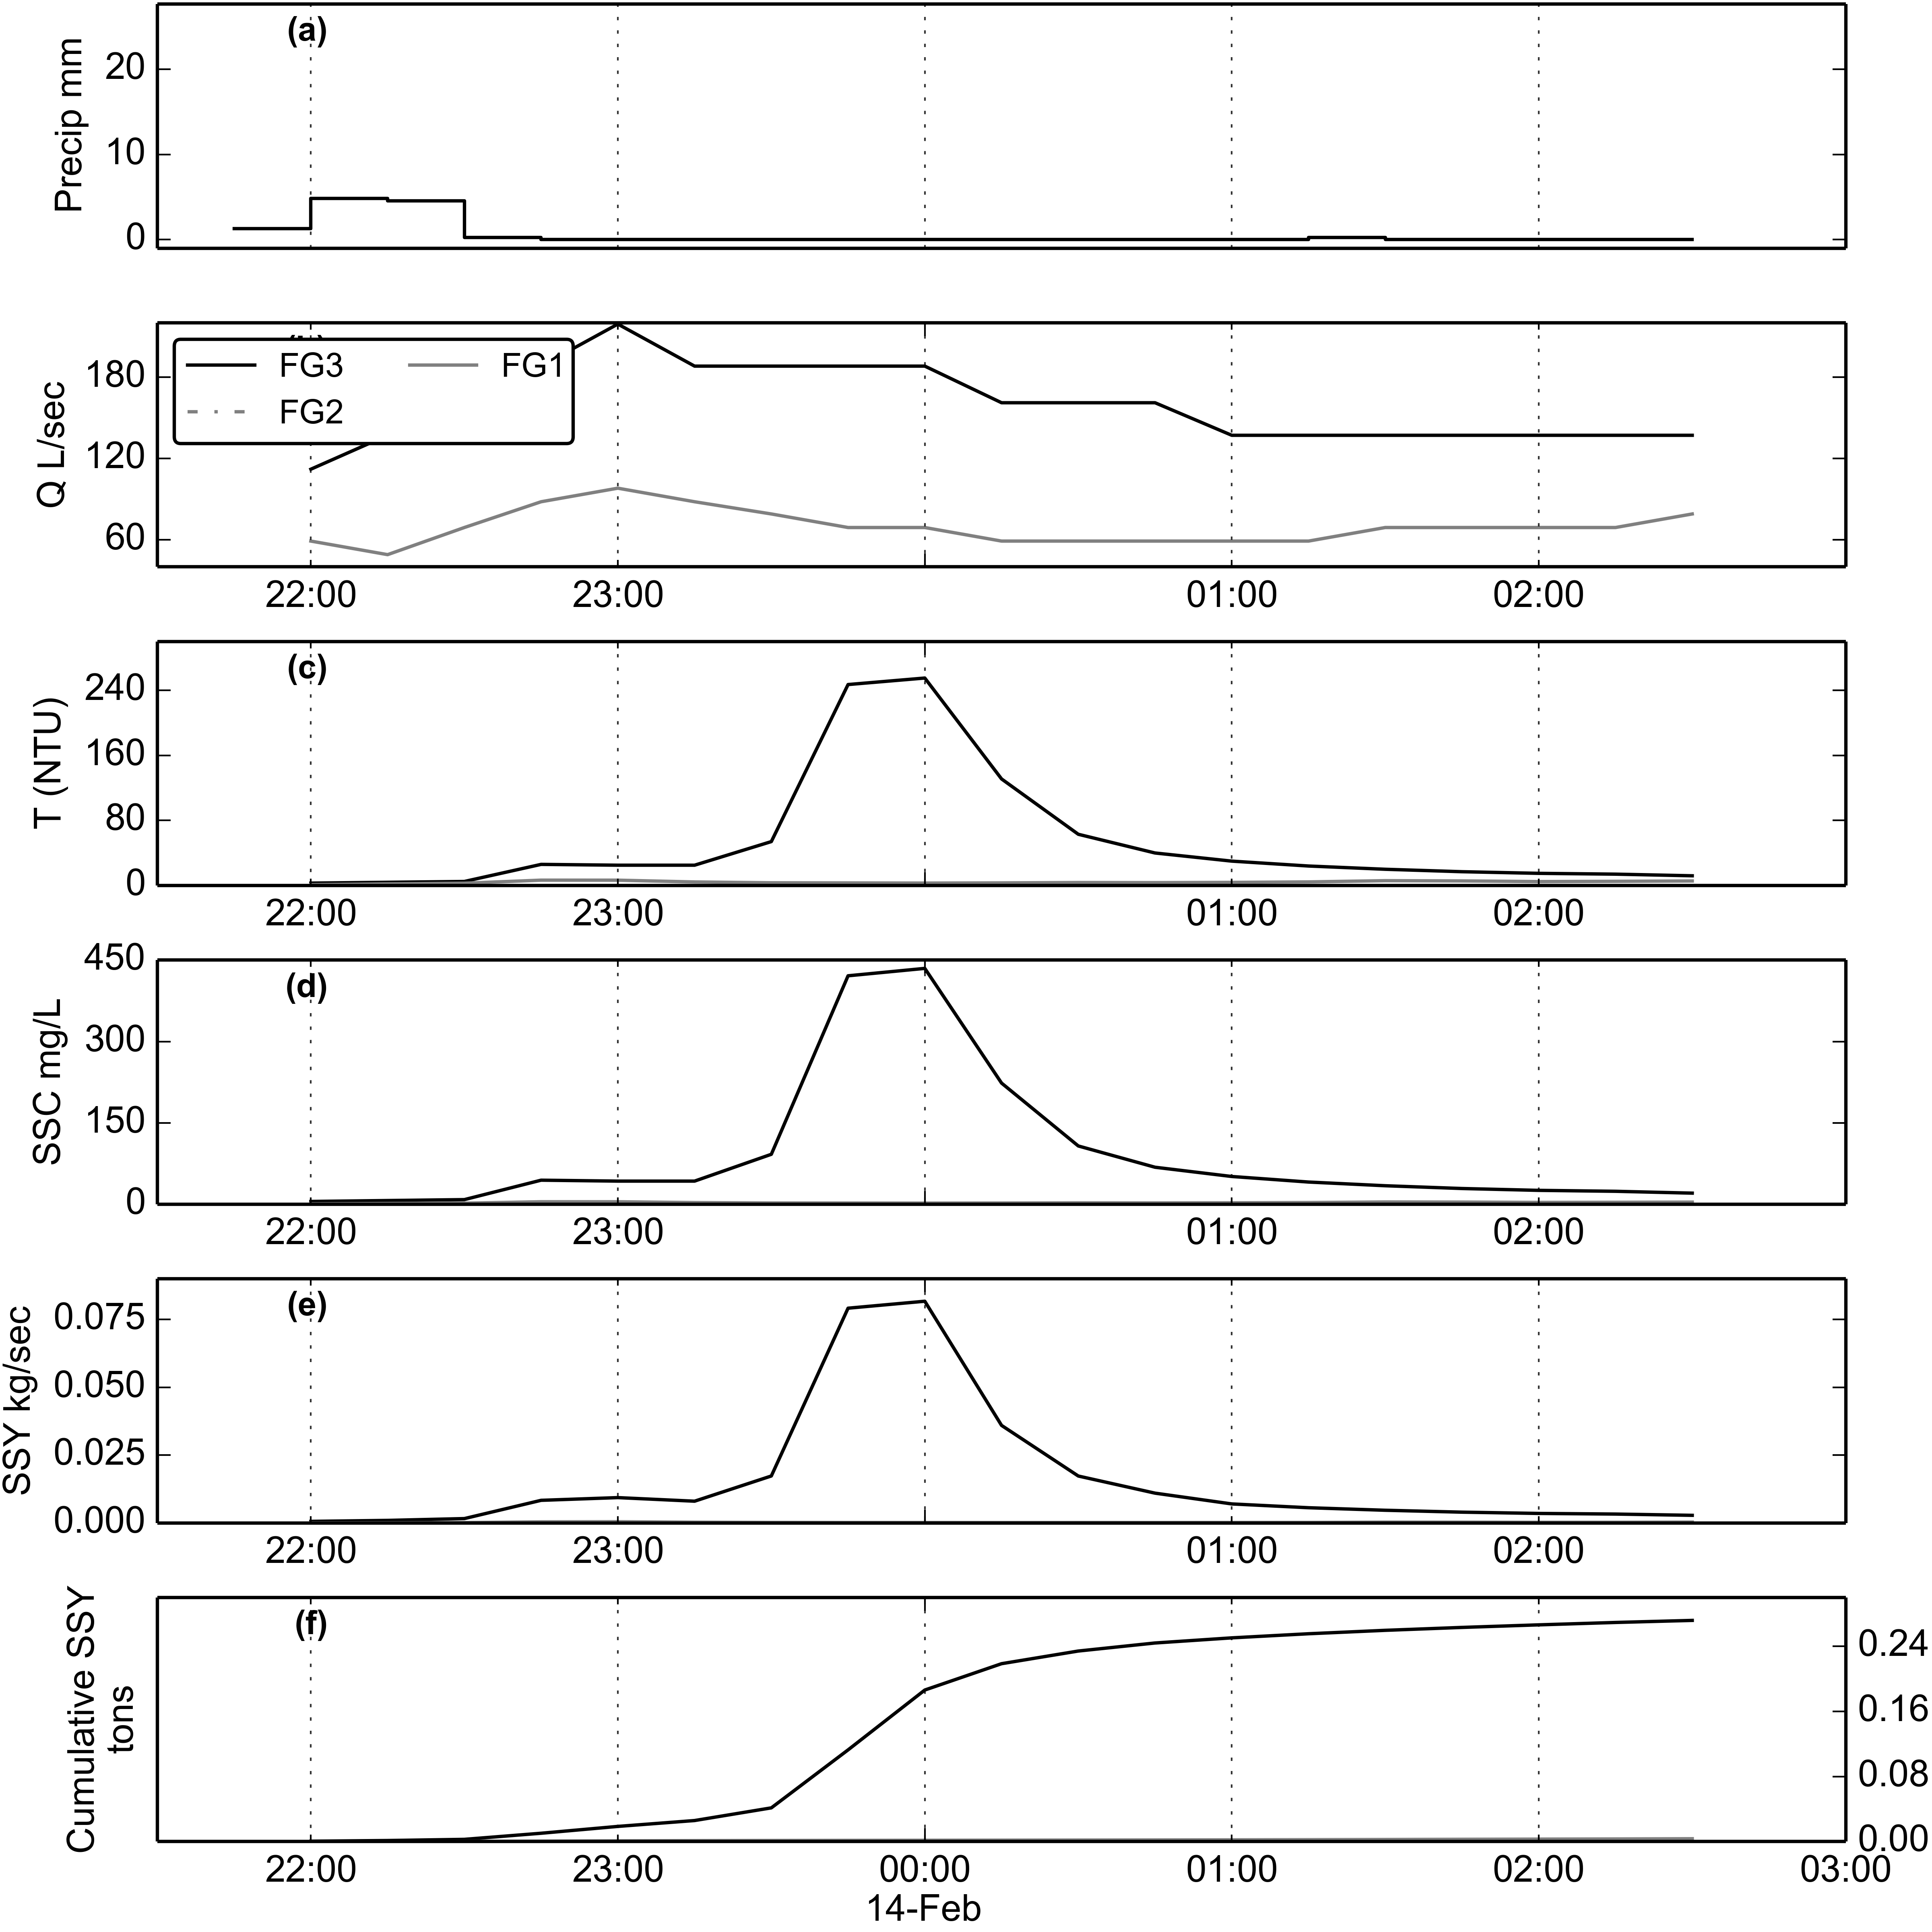 (a)
Precip mm
20
10
0
FG3 FG1
FG2
Q L/sec
180
120
60
22:00 23:00 01:00 02:00
(c)
T (NTU)
240
160
80
0
22:00 23:00 01:00 02:00
(d)
SSC mg/L
450
300
150
0
22:00 23:00 01:00 02:00
(e)
SSY kg/sec
0.075
0.050
0.025
0.000
22:00 23:00 01:00 02:00
(f)
Cumulative SSY
tons
0.24
0.16
0.08
0.00
22:00 23:00 00:00 01:00 02:00 03:00
14-Feb